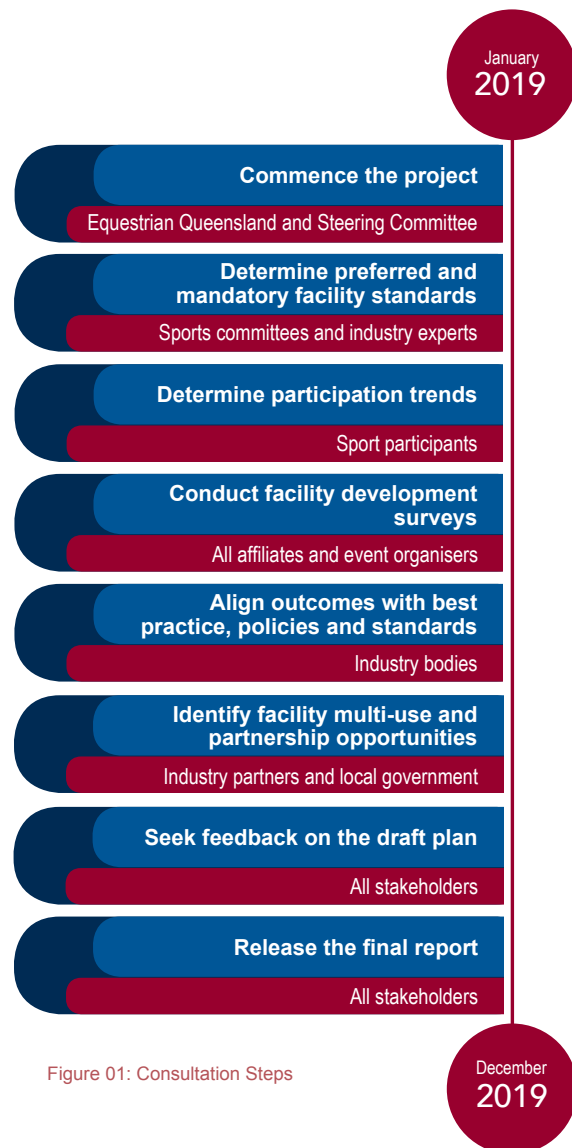 January
2019
Commence the project
Equestrian Queensland and Steering Committee
Determine preferred and
mandatory facility standards
Sports committees and industry experts
Determine participation trends
Sport participants
Conduct facility development
surveys
All affiliates and event organisers
Align outcomes with best
practice, policies and standards
Industry bodies
Identify facility multi-use and
partnership opportunities
Industry partners and local government
Seek feedback on the draft plan
All stakeholders
Release the final report
All stakeholders
Figure 01: Consultation Steps
December
2019